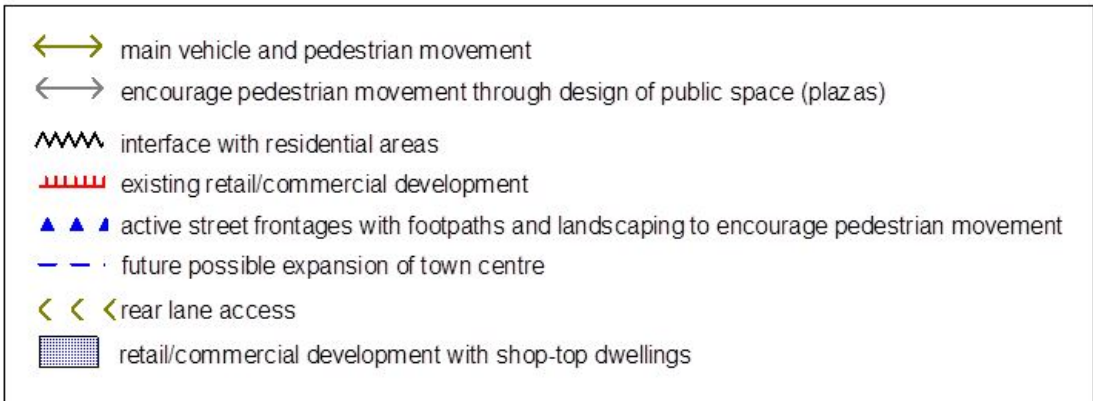 main vehicle and pedestrian movement
encourage pedestrian movement through design of public space (plazas)
interface with residential areas
existing retail/commercial development
active street frontages with footpaths and landscaping to encourage pedestrian movement
future possible expansion of town centre
rear lane access
retail/commercial development with shop-top dwellings